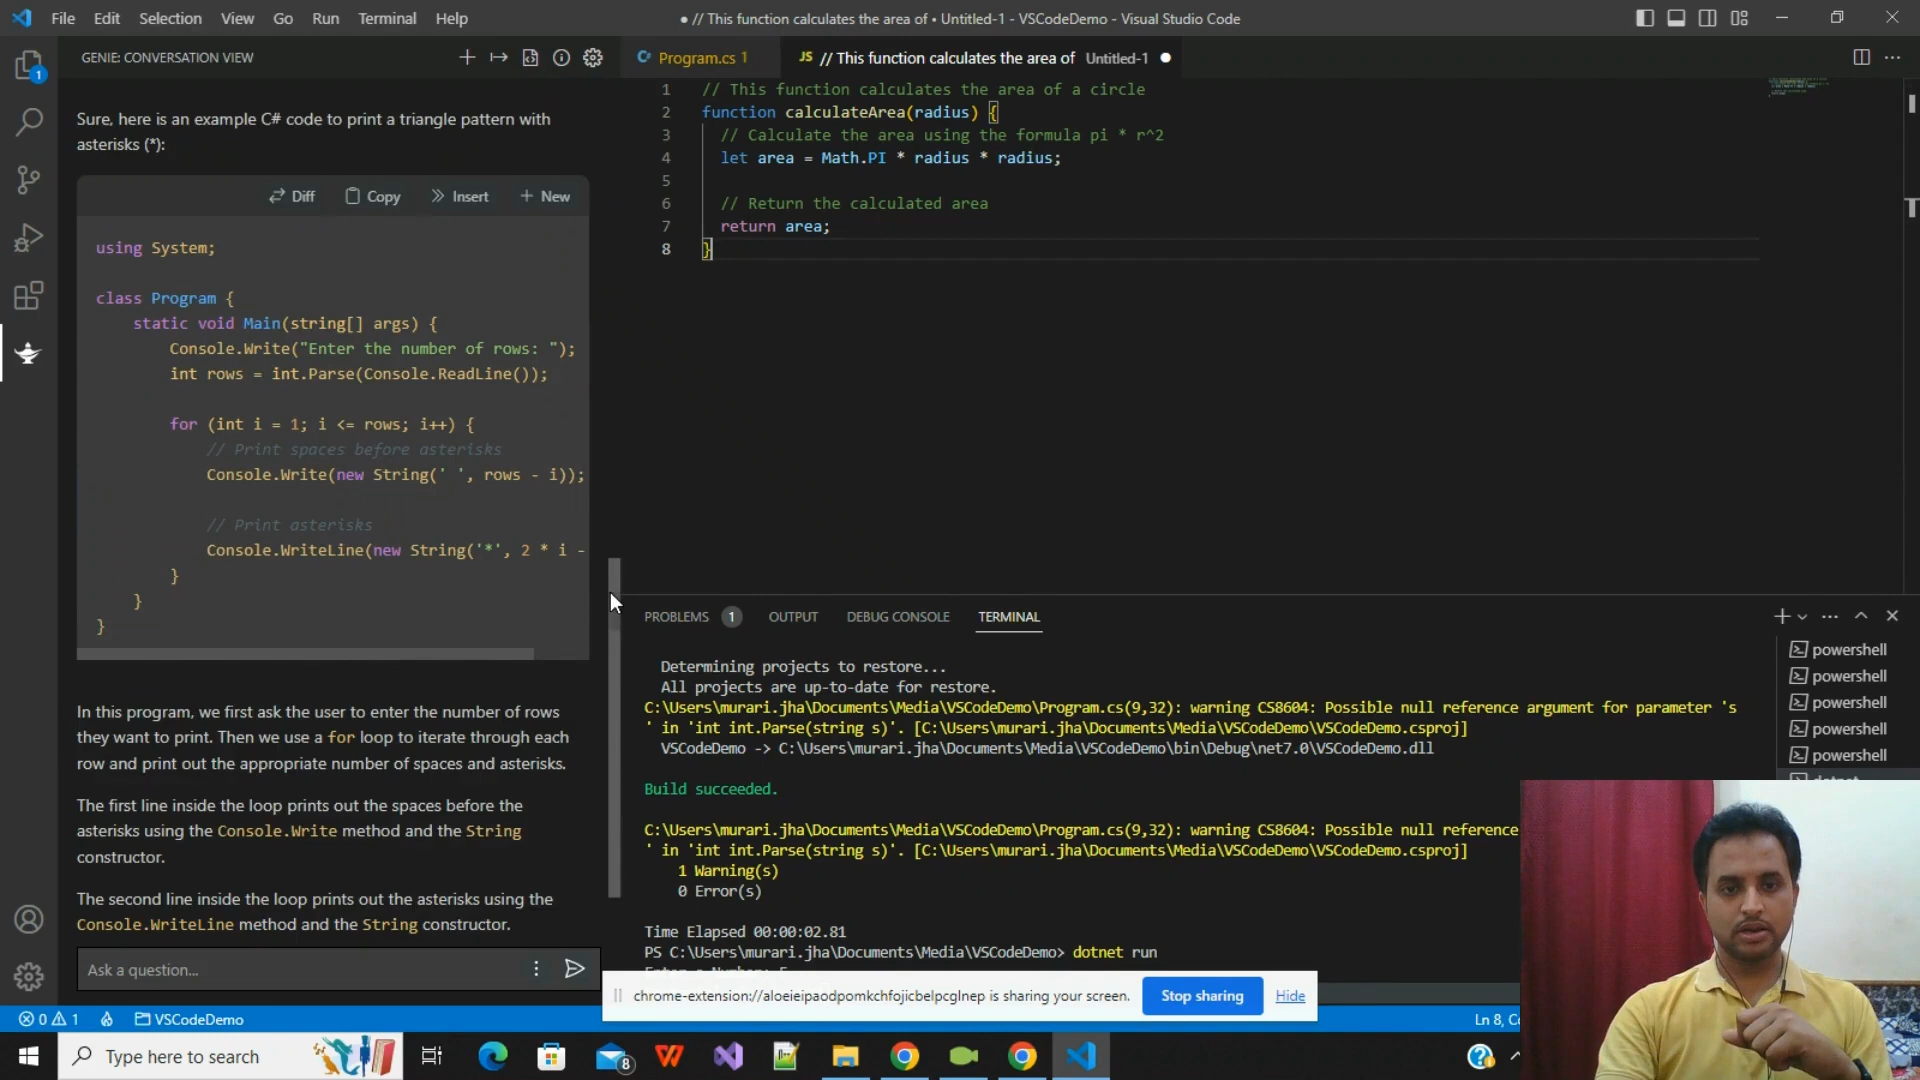 File Edit Selection View Go Run Terminal Help
● // This function calculates the area of • Untitled-1 - VSCodeDemo - Visual Studio Code
GENIE: CONVERSATION VIEW
Program.cs 1
JS // This function calculates the area of Untitled-1 ●
1
Sure, here is an example C# code to print a triangle pattern with
asterisks (*):
Diff Copy Insert New
using System;
class Program {
static void Main(string[] args) {
Console.Write("Enter the number of rows: ");
int rows = int.Parse(Console.ReadLine());
for (int i = 1; i <= rows; i++) {
// Print spaces before asterisks
Console.Write(new String(' ', rows - i));
// Print asterisks
Console.WriteLine(new String('*', 2 * i -
}
}
}
In this program, we first ask the user to enter the number of rows
they want to print. Then we use a for loop to iterate through each
row and print out the appropriate number of spaces and asterisks.
The first line inside the loop prints out the spaces before the
asterisks using the Console.Write method and the String
constructor.
The second line inside the loop prints out the asterisks using the
Console.WriteLine method and the String constructor.
Ask a question...
1 // This function calculates the area of a circle
2 function calculateArea(radius) {
3 // Calculate the area using the formula pi * r^2
4 let area = Math.PI * radius * radius;
5
6 // Return the calculated area
7 return area;
8 }
PROBLEMS 1 OUTPUT DEBUG CONSOLE TERMINAL
Determining projects to restore...
All projects are up-to-date for restore.
C:\Users\murari.jha\Documents\Media\VSCodeDemo\Program.cs(9,32): warning CS8604: Possible null reference argument for parameter 's
' in 'int int.Parse(string s)'. [C:\Users\murari.jha\Documents\Media\VSCodeDemo\VSCodeDemo.csproj]
VSCodeDemo -> C:\Users\murari.jha\Documents\Media\VSCodeDemo\bin\Debug\net7.0\VSCodeDemo.dll
Build succeeded.
C:\Users\murari.jha\Documents\Media\VSCodeDemo\Program.cs(9,32): warning CS8604: Possible null reference
' in 'int int.Parse(string s)'. [C:\Users\murari.jha\Documents\Media\VSCodeDemo\VSCodeDemo.csproj]
1 Warning(s)
0 Error(s)
Time Elapsed 00:00:02.81
PS C:\Users\murari.jha\Documents\Media\VSCodeDemo> dotnet run
powershell
powershell
powershell
powershell
powershell
chrome-extension://aloeieipaodpomkchfojicbelpcglnep is sharing your screen. Stop sharing Hide
0 1 VSCodeDemo
Ln 8,
Type here to search
8